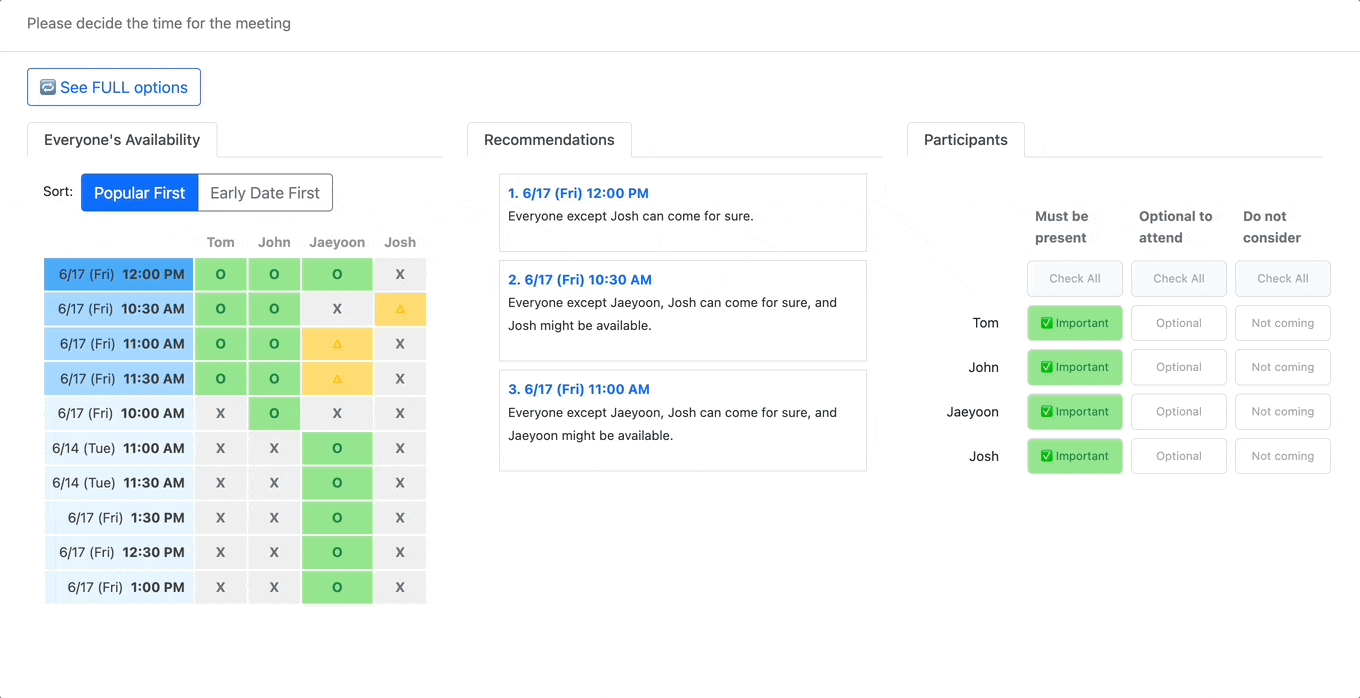 Please decide the time for the meeting
🔁 See FULL options
Everyone's Availability
Sort: Popular First Early Date First
Tom John Jaeyoon Josh
6/17 (Fri) 12:00 PM O O O X
6/17 (Fri) 10:30 AM O O X △
6/17 (Fri) 11:00 AM O O △ X
6/17 (Fri) 11:30 AM O O △ X
6/17 (Fri) 10:00 AM X O X X
6/14 (Tue) 11:00 AM X X O X
6/14 (Tue) 11:30 AM X X O X
6/17 (Fri) 1:30 PM X X O X
6/17 (Fri) 12:30 PM X X O X
6/17 (Fri) 1:00 PM X X O X
Recommendations
1. 6/17 (Fri) 12:00 PM
Everyone except Josh can come for sure.
2. 6/17 (Fri) 10:30 AM
Everyone except Jaeyoon, Josh can come for sure, and
Josh might be available.
3. 6/17 (Fri) 11:00 AM
Everyone except Jaeyoon, Josh can come for sure, and
Jaeyoon might be available.
Participants
Must be present
Optional to attend
Do not consider
Check All Check All Check All
Tom ✅ Important Optional Not coming
John ✅ Important Optional Not coming
Jaeyoon ✅ Important Optional Not coming
Josh ✅ Important Optional Not coming